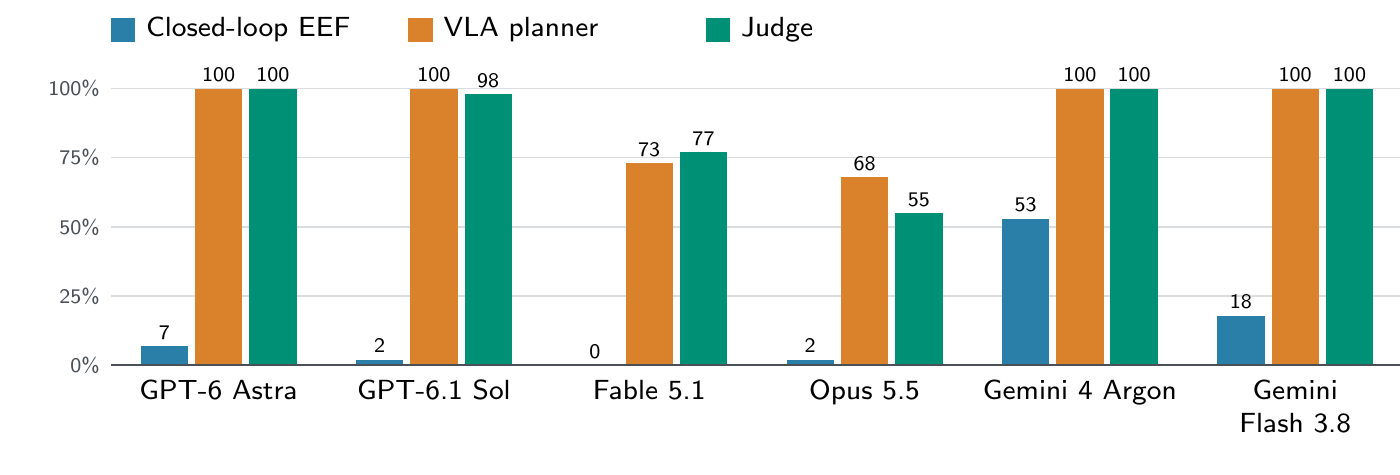 Closed-loop EEF VLA planner Judge
100 100 100 98 73 77 68 55 100 100 100 100
7 2 0 2 53 18
100%
75%
50%
25%
0%
GPT-6 Astra GPT-6.1 Sol Fable 5.1 Opus 5.5 Gemini 4 Argon Gemini
Flash 3.8